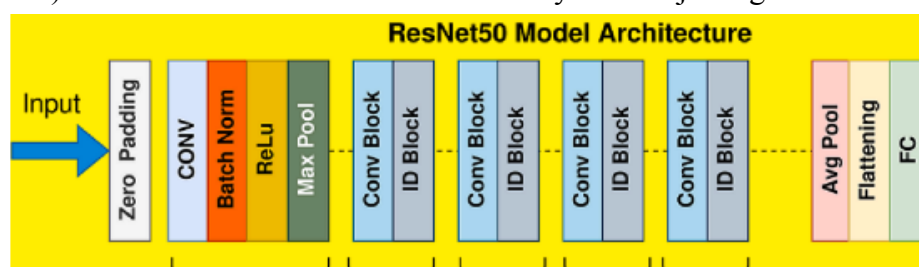 ResNet50 Model Architecture
Input
Zero Padding
CONV
Batch Norm
ReLu
Max Pool
Conv Block
ID Block
Conv Block
ID Block
Conv Block
ID Block
Conv Block
ID Block
Avg Pool
Flattening
FC